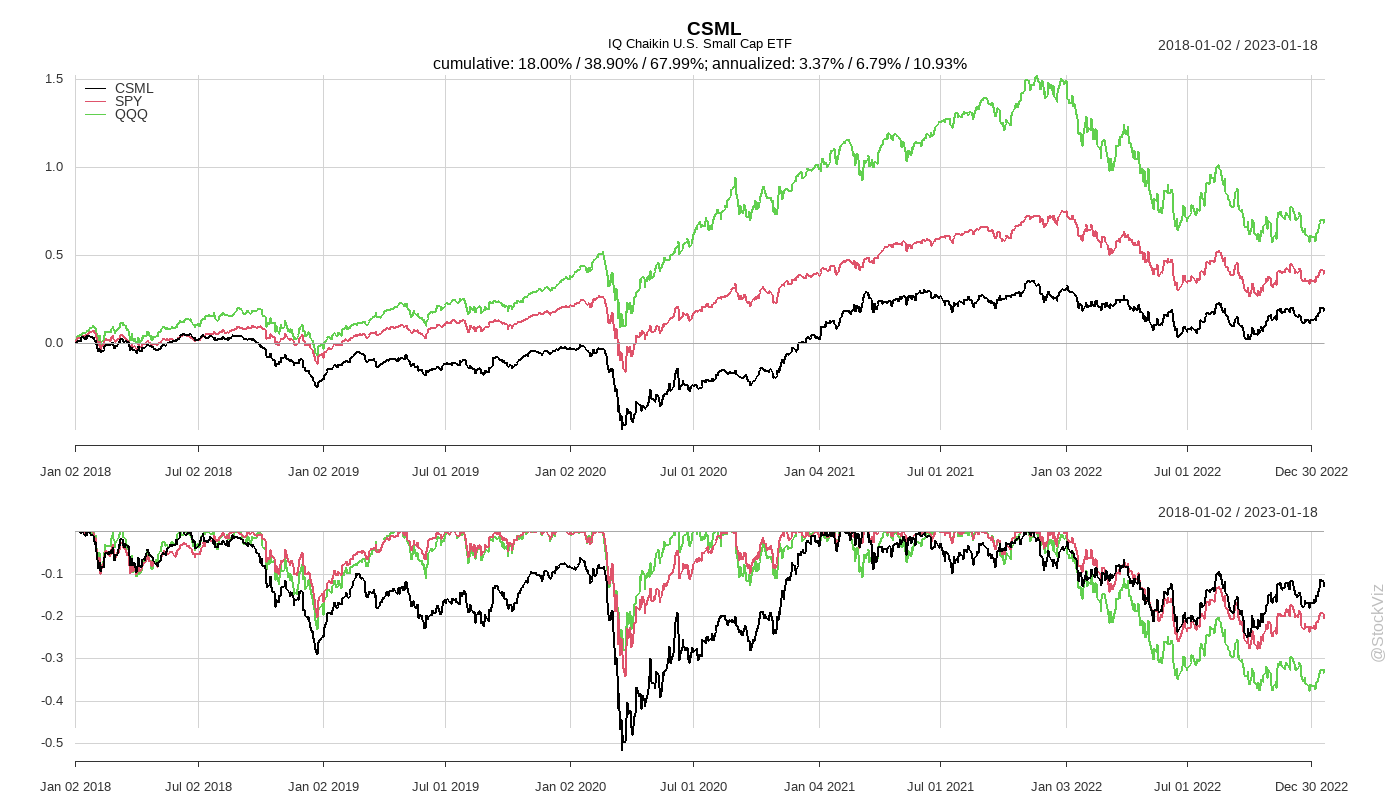 CSML
IQ Chaikin U.S. Small Cap ETF
2018-01-02 / 2023-01-18
cumulative: 18.00% / 38.90% / 67.99%; annualized: 3.37% / 6.79% / 10.93%
1.5
CSML
SPY
QQQ
1.0
0.5
0.0
Jan 02 2018 Jul 02 2018 Jan 02 2019 Jul 01 2019 Jan 02 2020 Jul 01 2020 Jan 04 2021 Jul 01 2021 Jan 03 2022 Jul 01 2022 Dec 30 2022
2018-01-02 / 2023-01-18
-0.1
-0.2
-0.3
-0.4
-0.5
Jan 02 2018 Jul 02 2018 Jan 02 2019 Jul 01 2019 Jan 02 2020 Jul 01 2020 Jan 04 2021 Jul 01 2021 Jan 03 2022 Jul 01 2022 Dec 30 2022
@StockViz